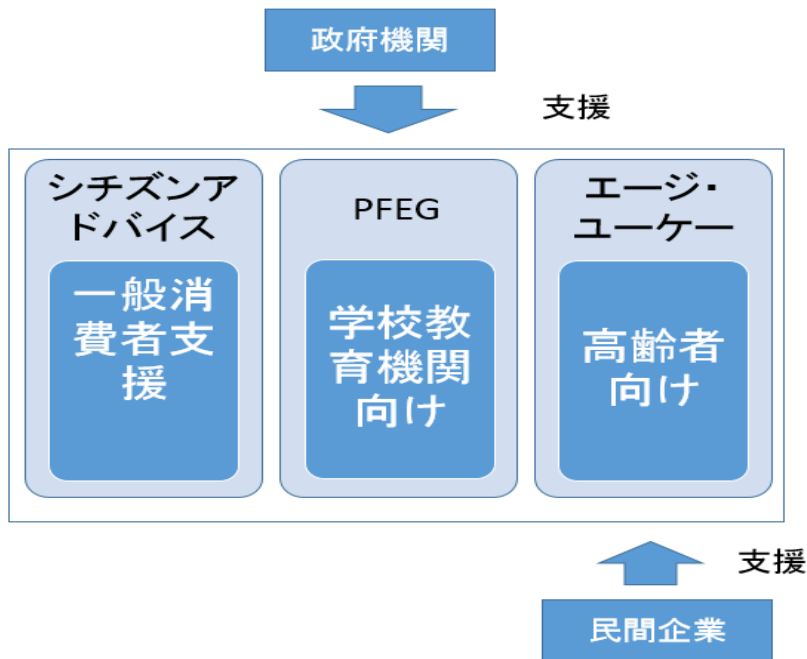 政府機関
支援
シチズンア
ドバイス
一般消
費者支
援
PFEG
学校教
育機関
向け
エージ・
ユーケー
高齢者
向け
支援
民間企業